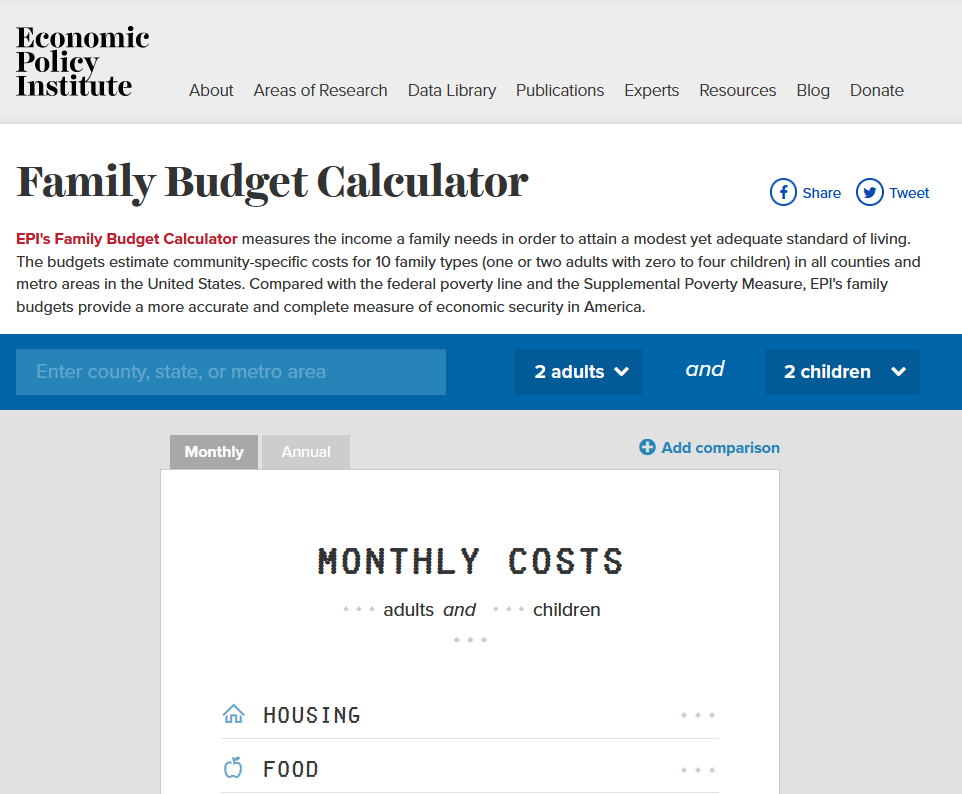 Economic
Policy
Institute
About Areas of Research Data Library Publications Experts Resources Blog Donate
Family Budget Calculator
Share Tweet
EPI's Family Budget Calculator measures the income a family needs in order to attain a modest yet adequate standard of living.
The budgets estimate community-specific costs for 10 family types (one or two adults with zero to four children) in all counties and
metro areas in the United States. Compared with the federal poverty line and the Supplemental Poverty Measure, EPI's family
budgets provide a more accurate and complete measure of economic security in America.
Enter county, state, or metro area 2 adults and 2 children
Monthly Annual Add comparison
MONTHLY COSTS
adults and children
HOUSING
FOOD